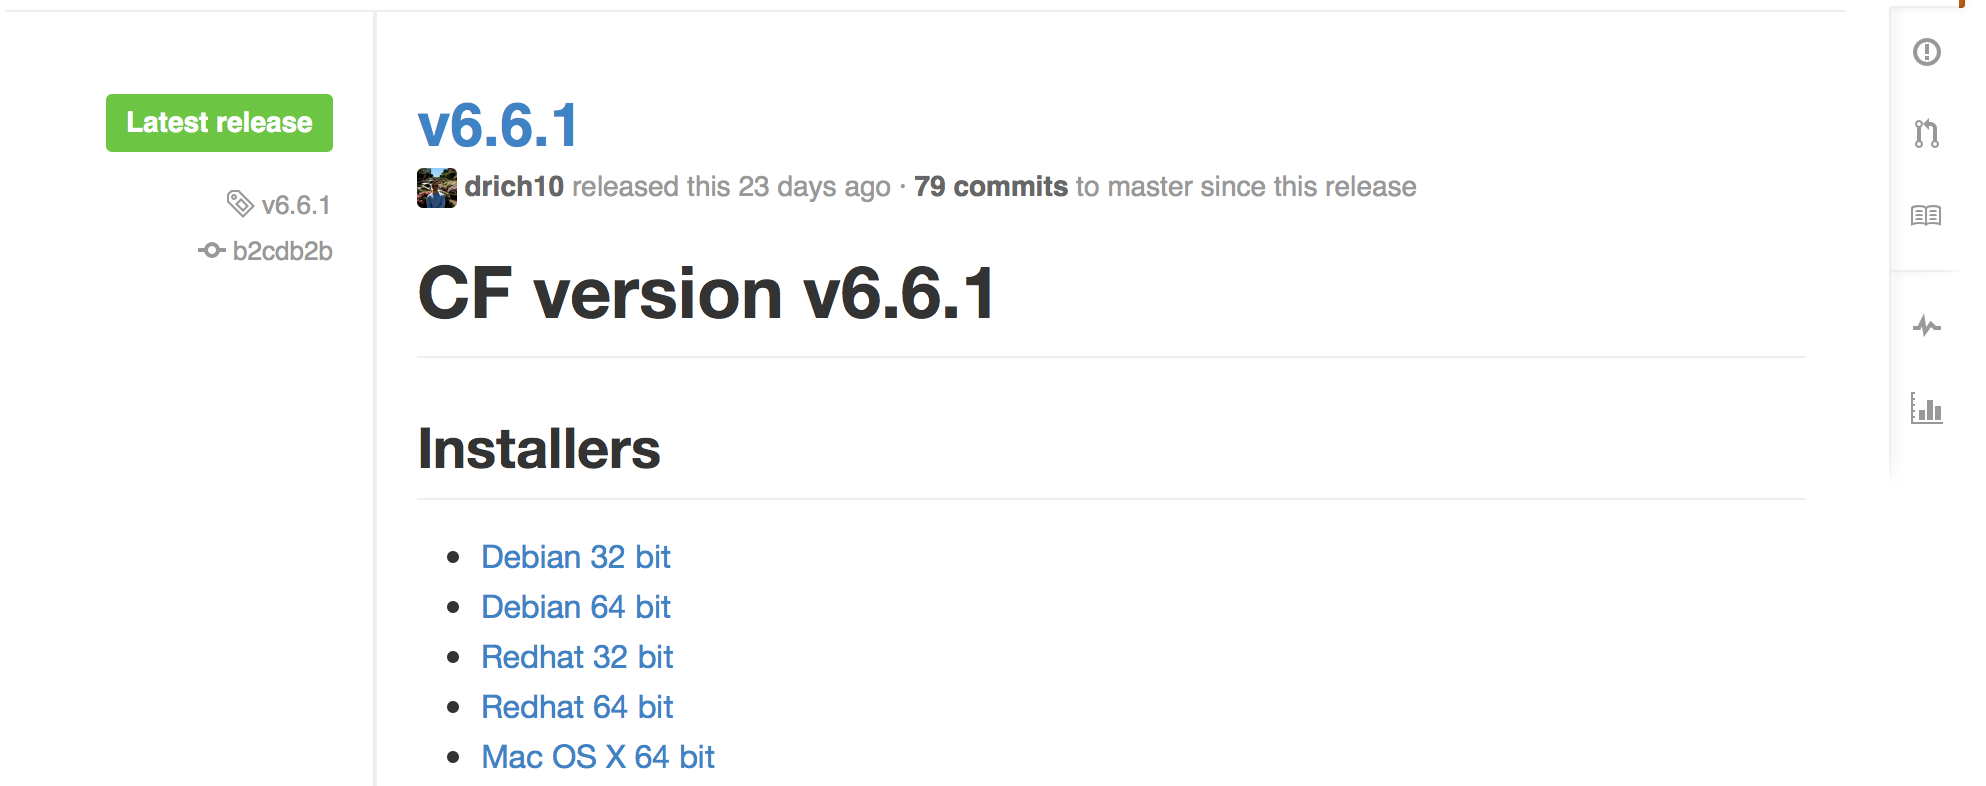 Latest release
v6.6.1
b2cdb2b
v6.6.1
drich10 released this 23 days ago · 79 commits to master since this release
CF version v6.6.1
Installers
Debian 32 bit
Debian 64 bit
Redhat 32 bit
Redhat 64 bit
Mac OS X 64 bit